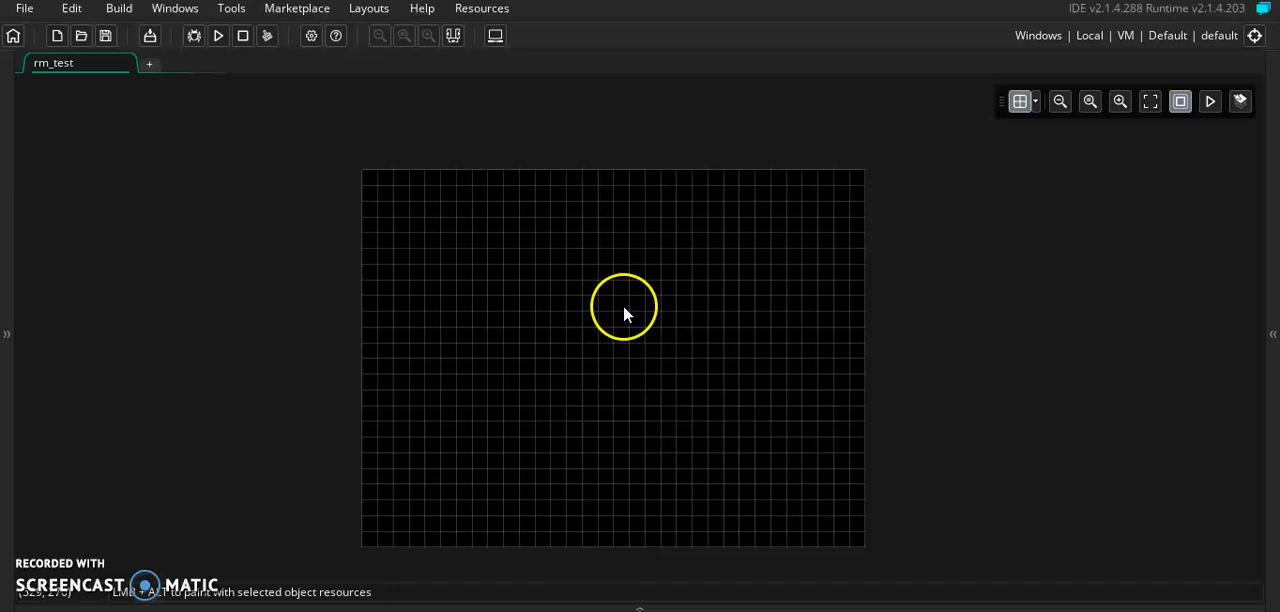 File Edit Build Windows Tools Marketplace Layouts Help Resources IDE v2.1.4.288 Runtime v2.1.4.203
Windows | Local | VM | Default | default
rm_test +
RECORDED WITH
SCREENCAST MATIC
to paint with selected object resources